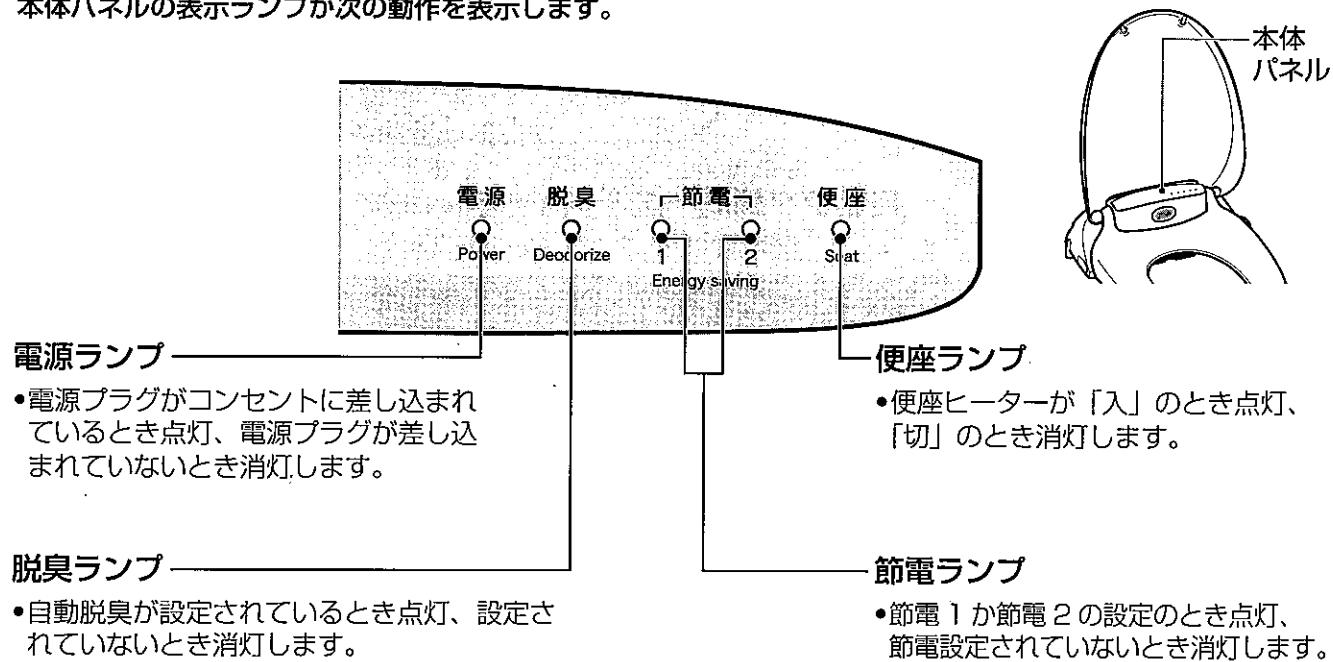 本体パネルの表示ランプが次の動作を表示します。
本体
パネル
電源 脱臭 節電 便座
Power Deodorize 1 2 Seat
Energy saving
電源ランプ
•電源プラグがコンセントに差し込まれ
ているとき点灯、電源プラグが差し込
まれていないとき消灯します。
便座ランプ
•便座ヒーターが「入」のとき点灯、
「切」のとき消灯します。
脱臭ランプ
•自動脱臭が設定されているとき点灯、設定さ
れていないとき消灯します。
節電ランプ
•節電 1 か節電 2 の設定のとき点灯、
節電設定されていないとき消灯します。